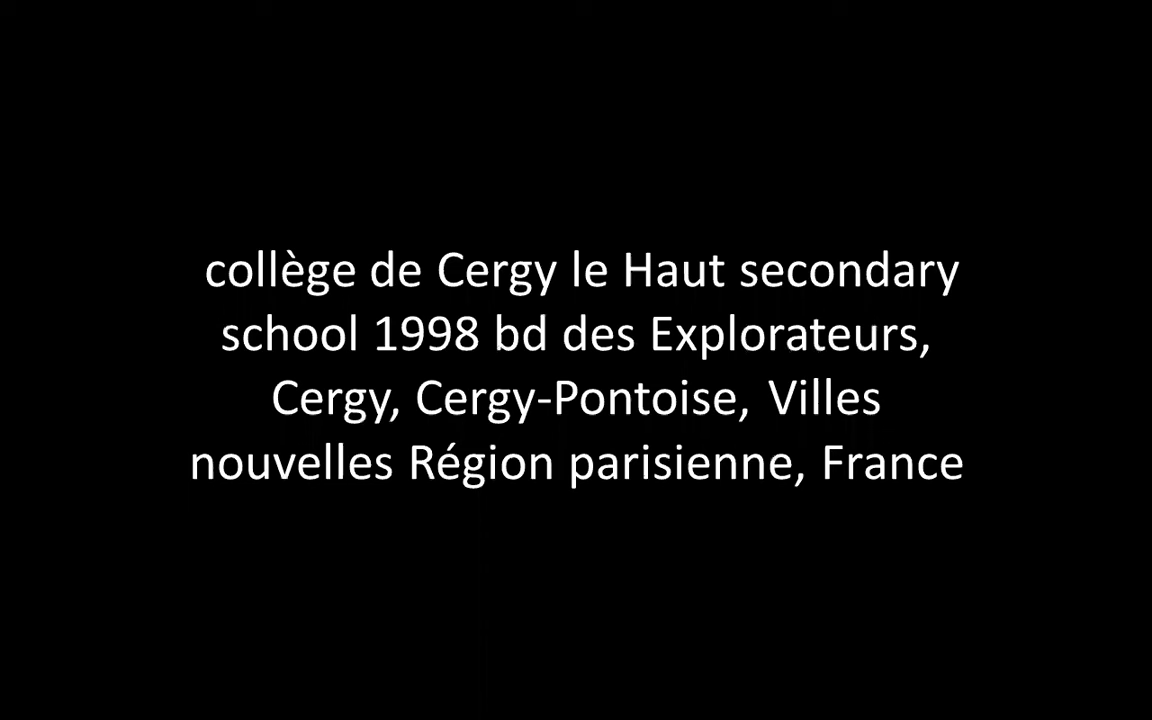 collège de Cergy le Haut secondary
school 1998 bd des Explorateurs,
Cergy, Cergy-Pontoise, Villes
nouvelles Région parisienne, France